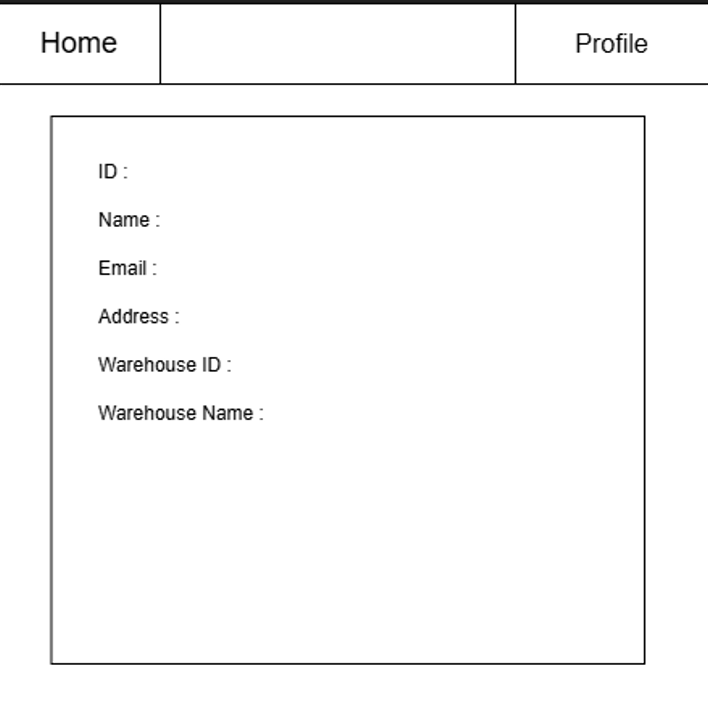 Home Profile
ID :
Name :
Email :
Address :
Warehouse ID :
Warehouse Name :